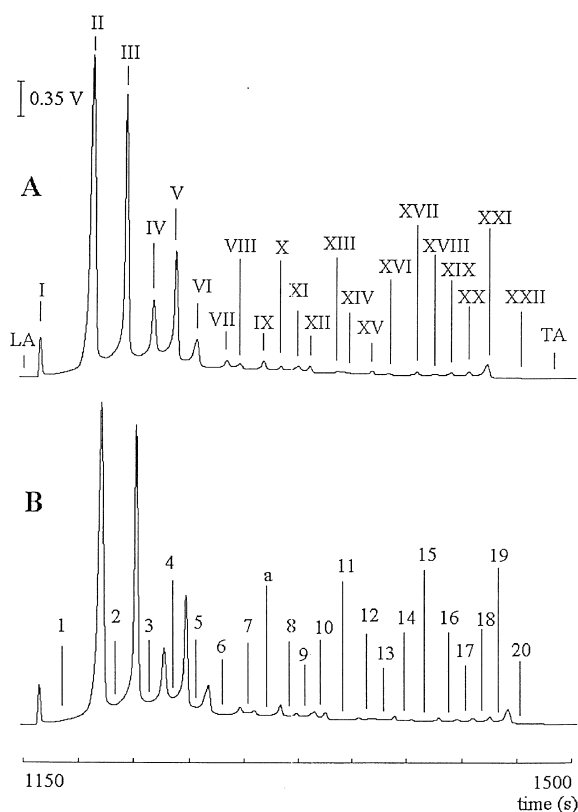 II
III
0.35 V
A
V
XVII
XXI
IV
VIII
X
XIII
XVIII
I
VI
XI
XVI
XIX
XIV
XX
XXII
LA
VII
IX
XII
XV
TA
B
4
a
11
15
19
1
2
3
5
6
7
8
9
10
12
13
14
16
17
18
20
1150
1500
time (s)